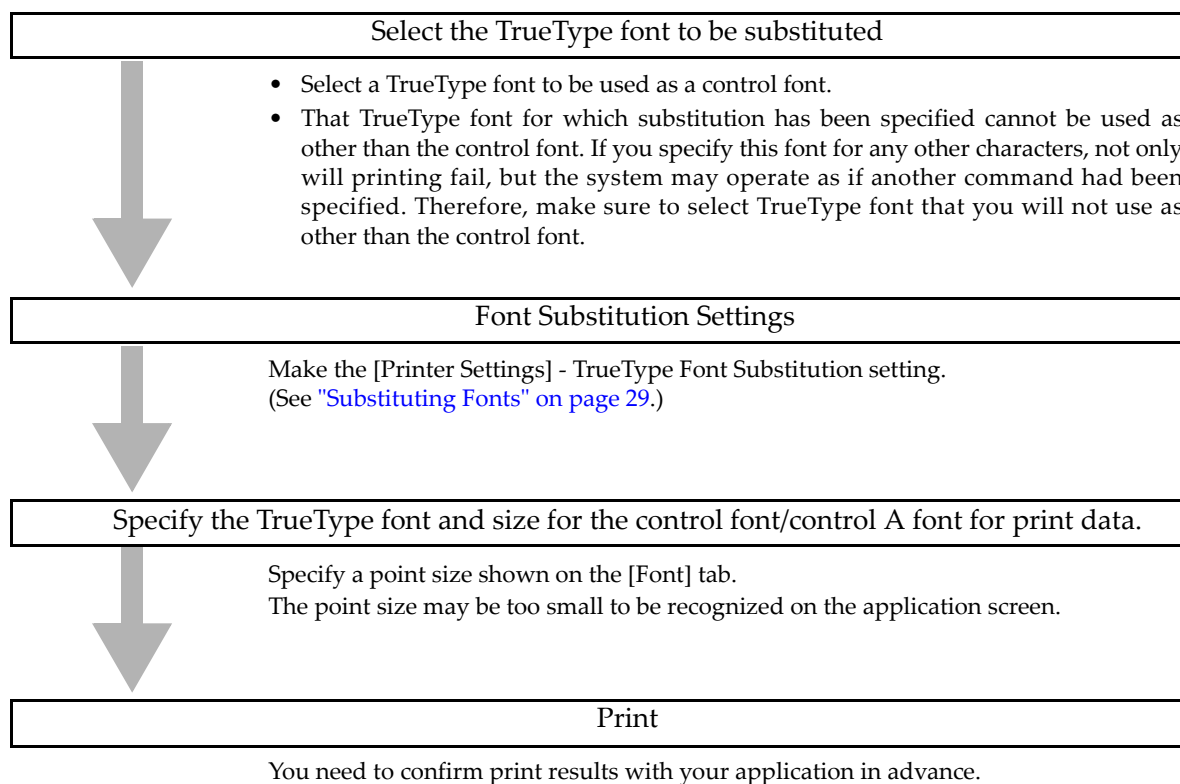 Select the TrueType font to be substituted
• Select a TrueType font to be used as a control font.
• That TrueType font for which substitution has been specified cannot be used as
other than the control font. If you specify this font for any other characters, not only
will printing fail, but the system may operate as if another command had been
specified. Therefore, make sure to select TrueType font that you will not use as
other than the control font.
Font Substitution Settings
Make the [Printer Settings] - TrueType Font Substitution setting.
(See "Substituting Fonts" on page 29.)
Specify the TrueType font and size for the control font/control A font for print data.
Specify a point size shown on the [Font] tab.
The point size may be too small to be recognized on the application screen.
Print
You need to confirm print results with your application in advance.